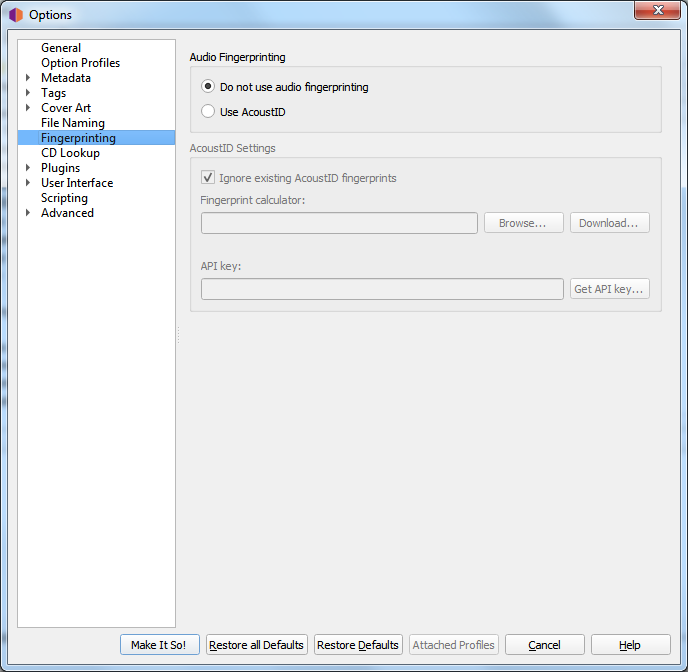 Options
General
Option Profiles
Metadata
Tags
Cover Art
File Naming
Fingerprinting
CD Lookup
Plugins
User Interface
Scripting
Advanced
Audio Fingerprinting
Do not use audio fingerprinting
Use AcoustID
AcoustID Settings
Ignore existing AcoustID fingerprints
Fingerprint calculator:
Browse...
Download...
API key:
Get API key...
Make It So!
Restore all Defaults
Restore Defaults
Attached Profiles
Cancel
Help